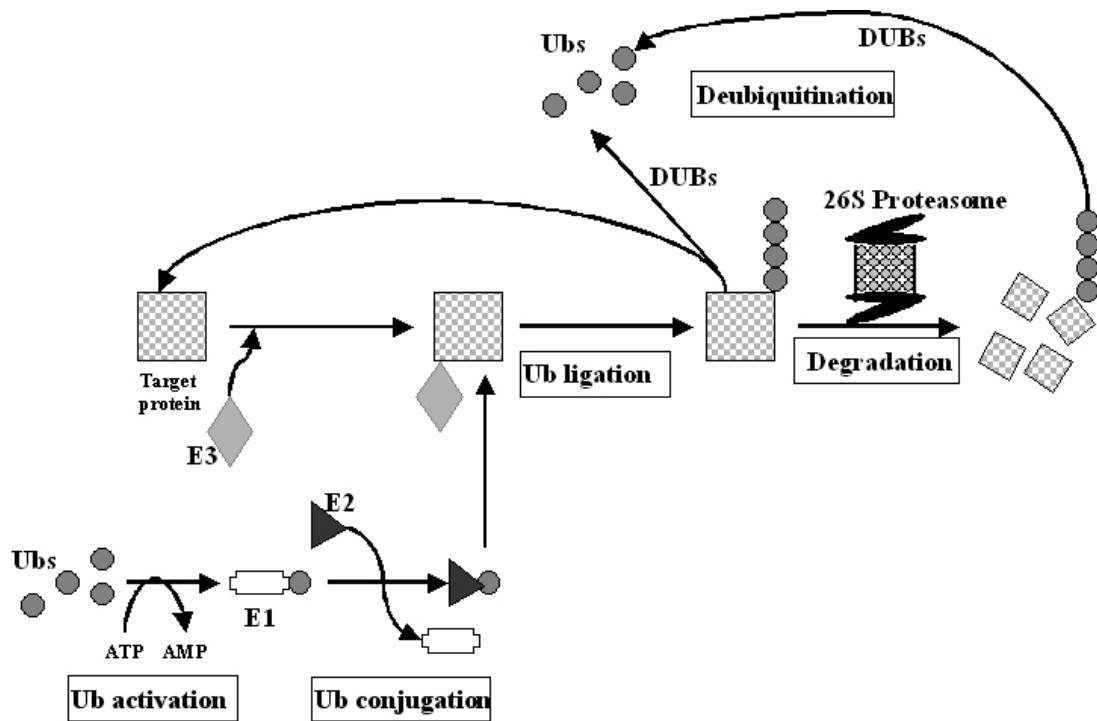 Ubs
DUBs
Deubiquitination
DUBs
26S Proteasome
Target
protein
E3
Ub ligation
Degradation
E2
Ubs
E1
ATP AMP
Ub activation
Ub conjugation